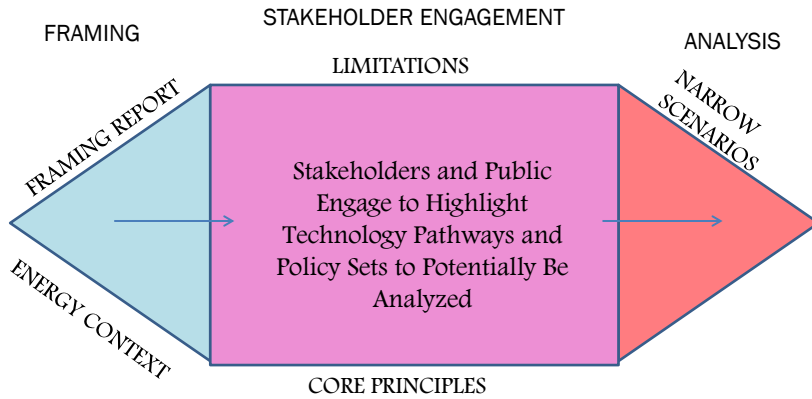 FRAMING
STAKEHOLDER ENGAGEMENT
ANALYSIS
LIMITATIONS
FRAMING REPORT
NARROW
SCENARIOS
Stakeholders and Public
Engage to Highlight
Technology Pathways and
Policy Sets to Potentially Be
Analyzed
ENERGY CONTEXT
CORE PRINCIPLES